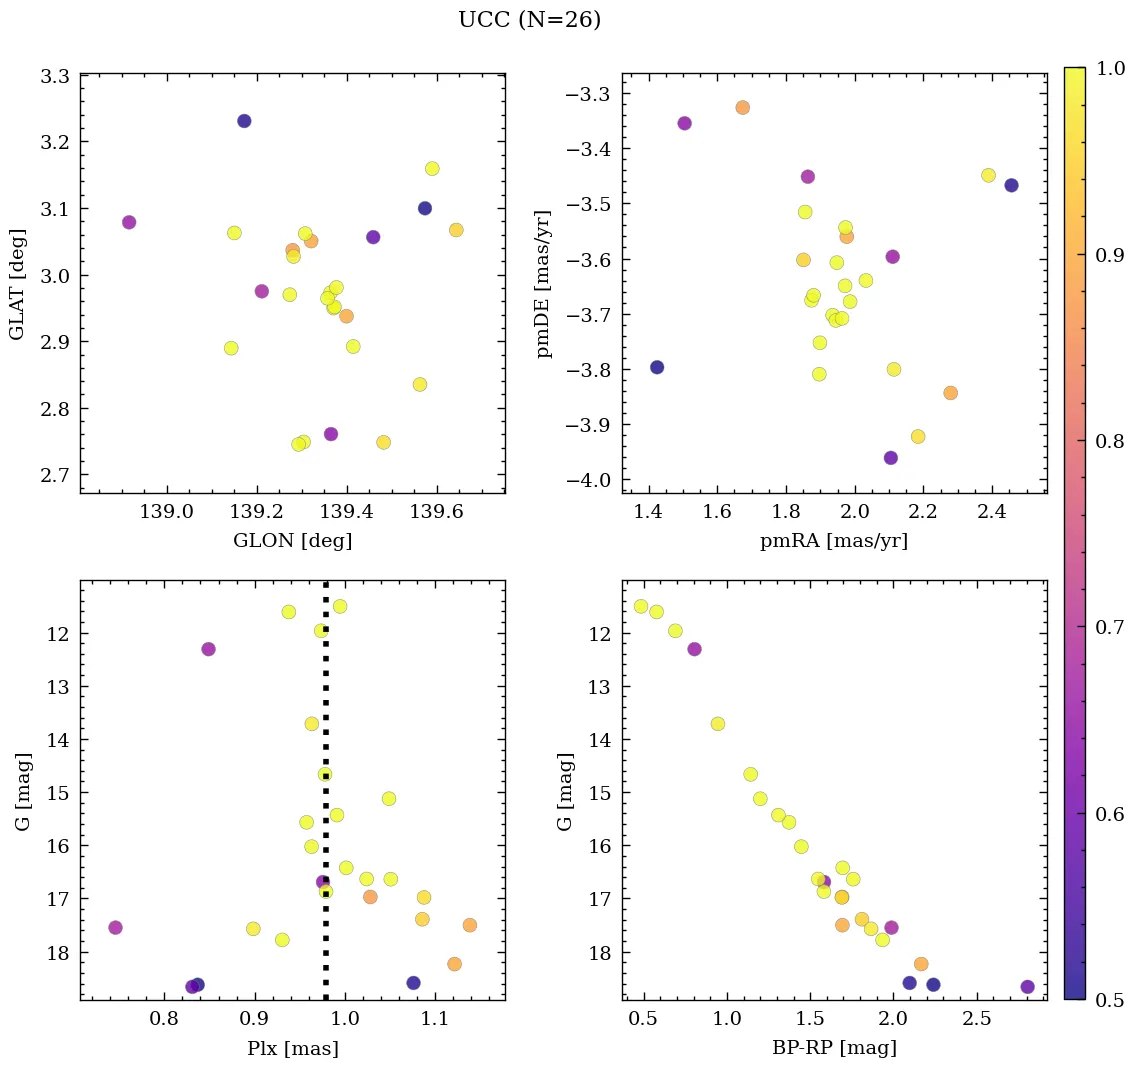 UCC (N=26)
3.3
3.2
3.1
3.0
2.9
2.8
2.7
GLAT [deg]
139.0 139.2 139.4 139.6
GLON [deg]
−3.3
−3.4
−3.5
−3.6
−3.7
−3.8
−3.9
−4.0
pmDE [mas/yr]
1.4 1.6 1.8 2.0 2.2 2.4
pmRA [mas/yr]
12
13
14
15
16
17
18
G [mag]
0.8 0.9 1.0 1.1
Plx [mas]
12
13
14
15
16
17
18
G [mag]
0.5 1.0 1.5 2.0 2.5
BP-RP [mag]
1.0
0.9
0.8
0.7
0.6
0.5